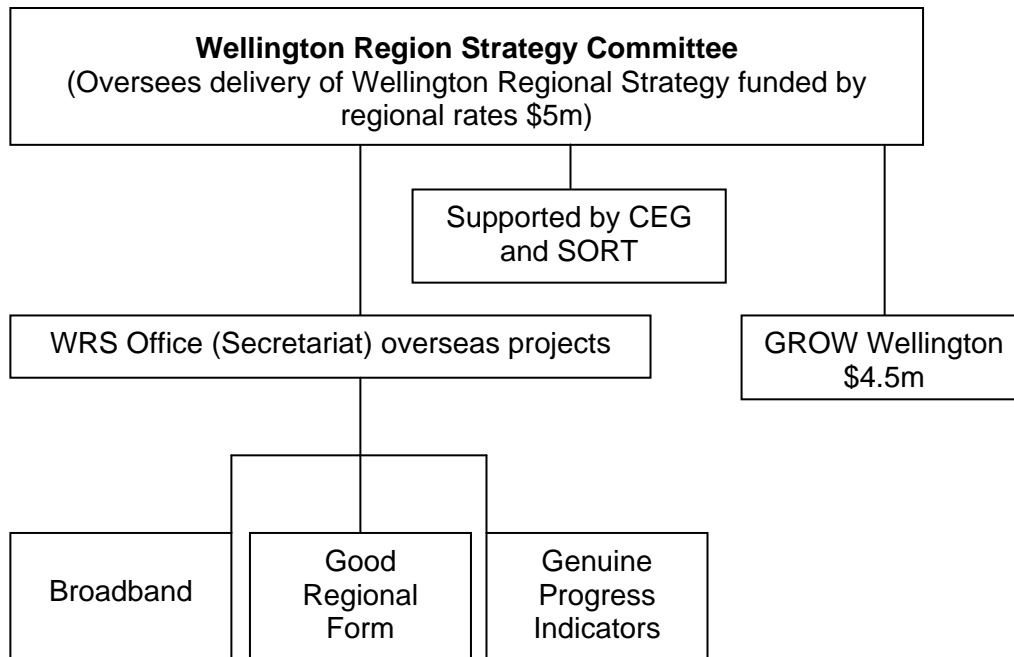 Wellington Region Strategy Committee
(Oversees delivery of Wellington Regional Strategy funded by
regional rates $5m)
Supported by CEG
and SORT
WRS Office (Secretariat) overseas projects
GROW Wellington
$4.5m
Broadband
Good
Regional
Form
Genuine
Progress
Indicators